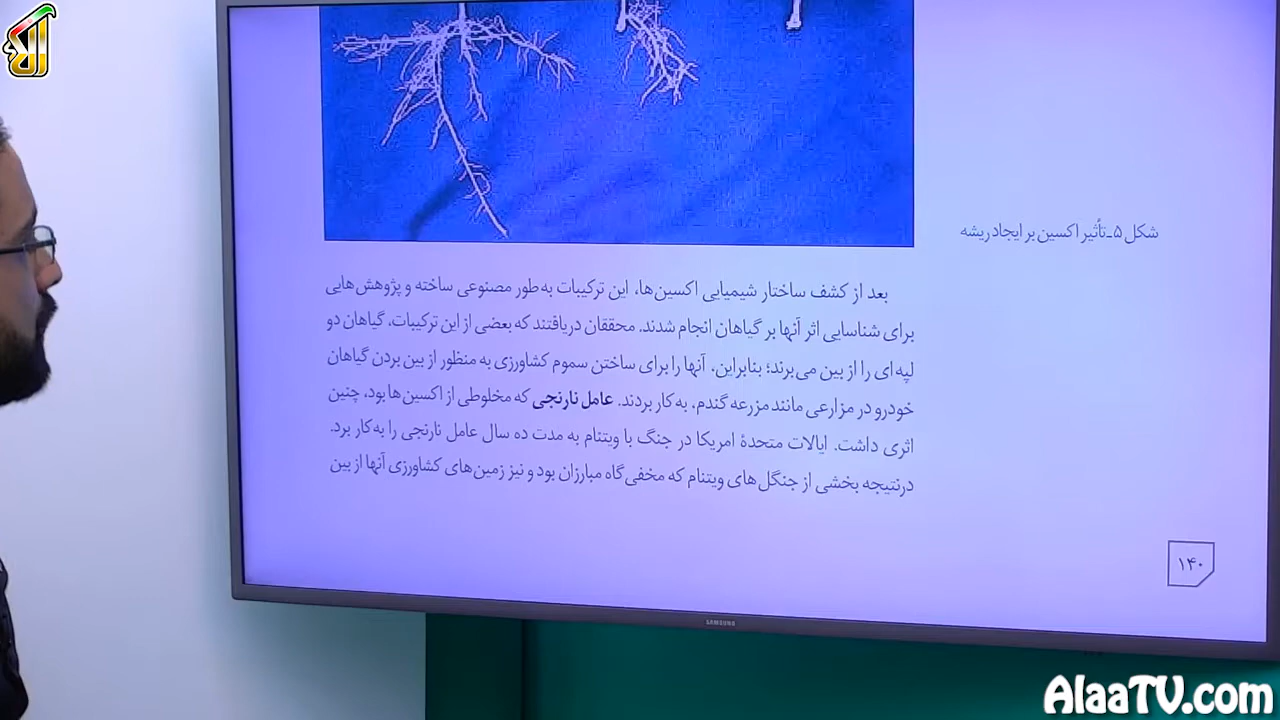 شکل ۵ـ تأثیر اکسین بر ایجاد ریشه
بعد از کشف ساختار شیمیایی اکسین‌ها، این ترکیبات به‌طور مصنوعی ساخته و پژوهش‌هایی
برای شناسایی اثر آنها بر گیاهان انجام شدند. محققان دریافتند که بعضی از این ترکیبات، گیاهان دو
لپه‌ای را از بین می‌برند؛ بنابراین، آنها را برای ساختن سموم کشاورزی به منظور از بین بردن گیاهان
خودرو در مزارعی مانند مزرعه گندم، به کار بردند. عامل نارنجی که مخلوطی از اکسین‌ها بود، چنین
اثری داشت. ایالات متحدۀ امریکا در جنگ با ویتنام به مدت ده سال عامل نارنجی را به کار برد.
درنتیجه بخشی از جنگل‌های ویتنام که مخفی‌گاه مبارزان بود و نیز زمین‌های کشاورزی آنها از بین
۱۴۰
SAMSUNG
AlaaTV.com